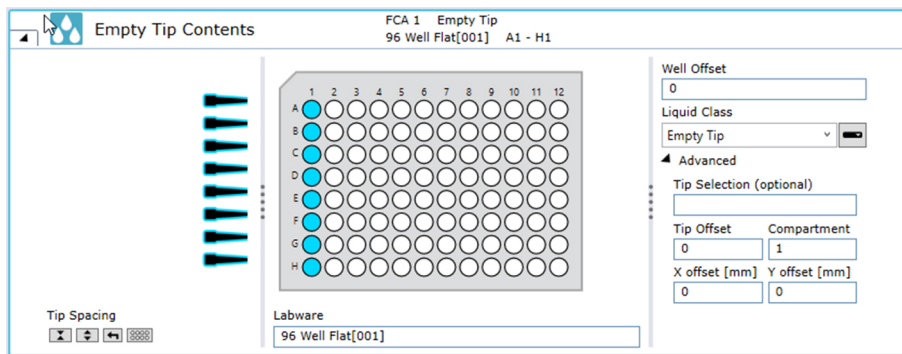 Empty Tip Contents
FCA 1 Empty Tip
96 Well Flat[001] A1 - H1
1 2 3 4 5 6 7 8 9 10 11 12
A
B
C
D
E
F
G
H
Tip Spacing
Labware
96 Well Flat[001]
Well Offset
0
Liquid Class
Empty Tip
Advanced
Tip Selection (optional)
Tip Offset Compartment
0 1
X offset [mm] Y offset [mm]
0 0